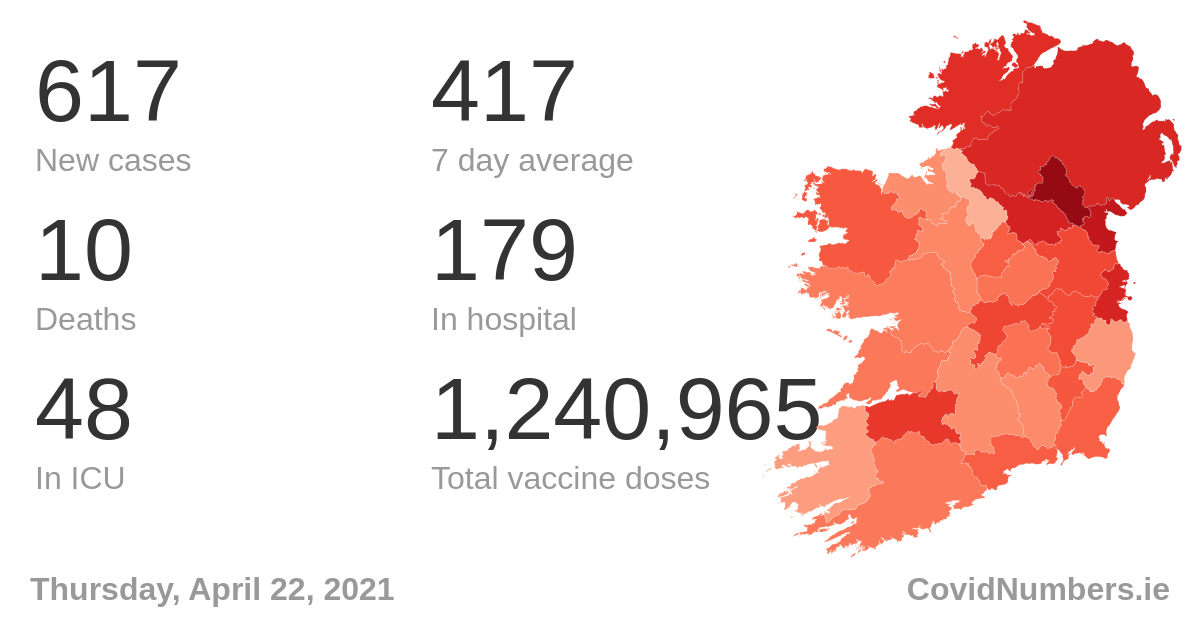 617
New cases
417
7 day average
10
Deaths
179
In hospital
48
In ICU
1,240,965
Total vaccine doses
Thursday, April 22, 2021
CovidNumbers.ie